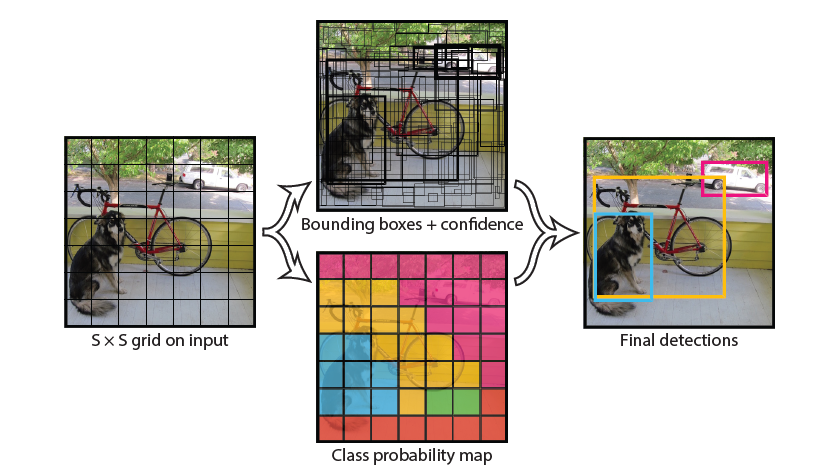 S × S grid on input
Bounding boxes + confidence
Class probability map
Final detections